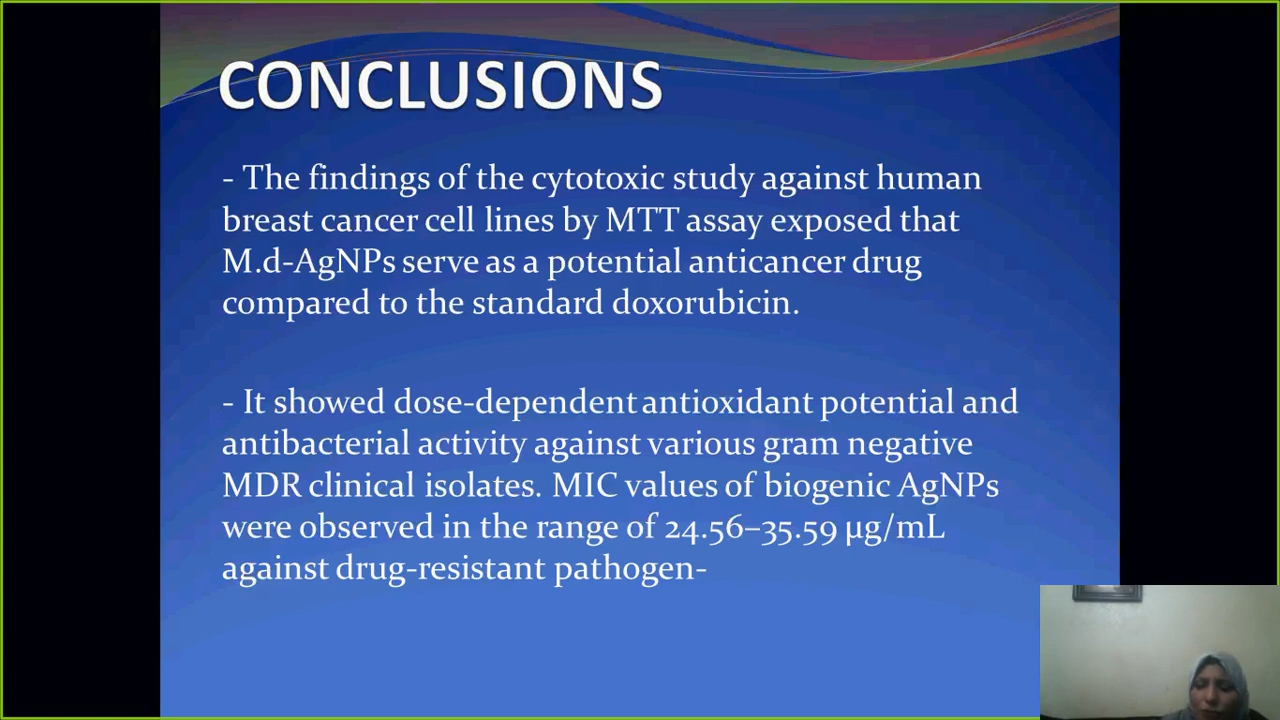 CONCLUSIONS
- The findings of the cytotoxic study against human
breast cancer cell lines by MTT assay exposed that
M.d-AgNPs serve as a potential anticancer drug
compared to the standard doxorubicin.
- It showed dose-dependent antioxidant potential and
antibacterial activity against various gram negative
MDR clinical isolates. MIC values of biogenic AgNPs
were observed in the range of 24.56–35.59 µg/mL
against drug-resistant pathogen-